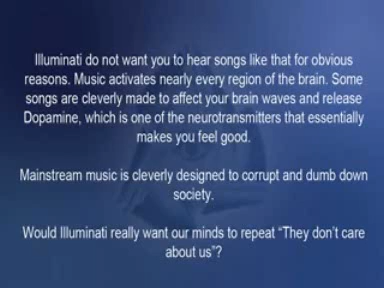 Illuminati do not want you to hear songs like that for obvious
reasons. Music activates nearly every region of the brain. Some
songs are cleverly made to affect your brain waves and release
Dopamine, which is one of the neurotransmitters that essentially
makes you feel good.
Mainstream music is cleverly designed to corrupt and dumb down
society.
Would Illuminati really want our minds to repeat “They don’t care
about us”?